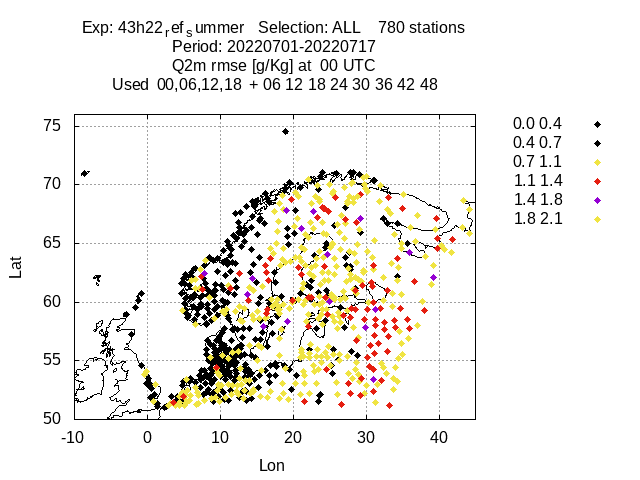 Exp: 43h22refsummer Selection: ALL 780 stations
Period: 20220701-20220717
Q2m rmse [g/Kg] at 00 UTC
Used 00,06,12,18 + 06 12 18 24 30 36 42 48
0.0 0.4
0.4 0.7
0.7 1.1
1.1 1.4
1.4 1.8
1.8 2.1
75
70
65
60
55
50
Lat
-10 0 10 20 30 40
Lon